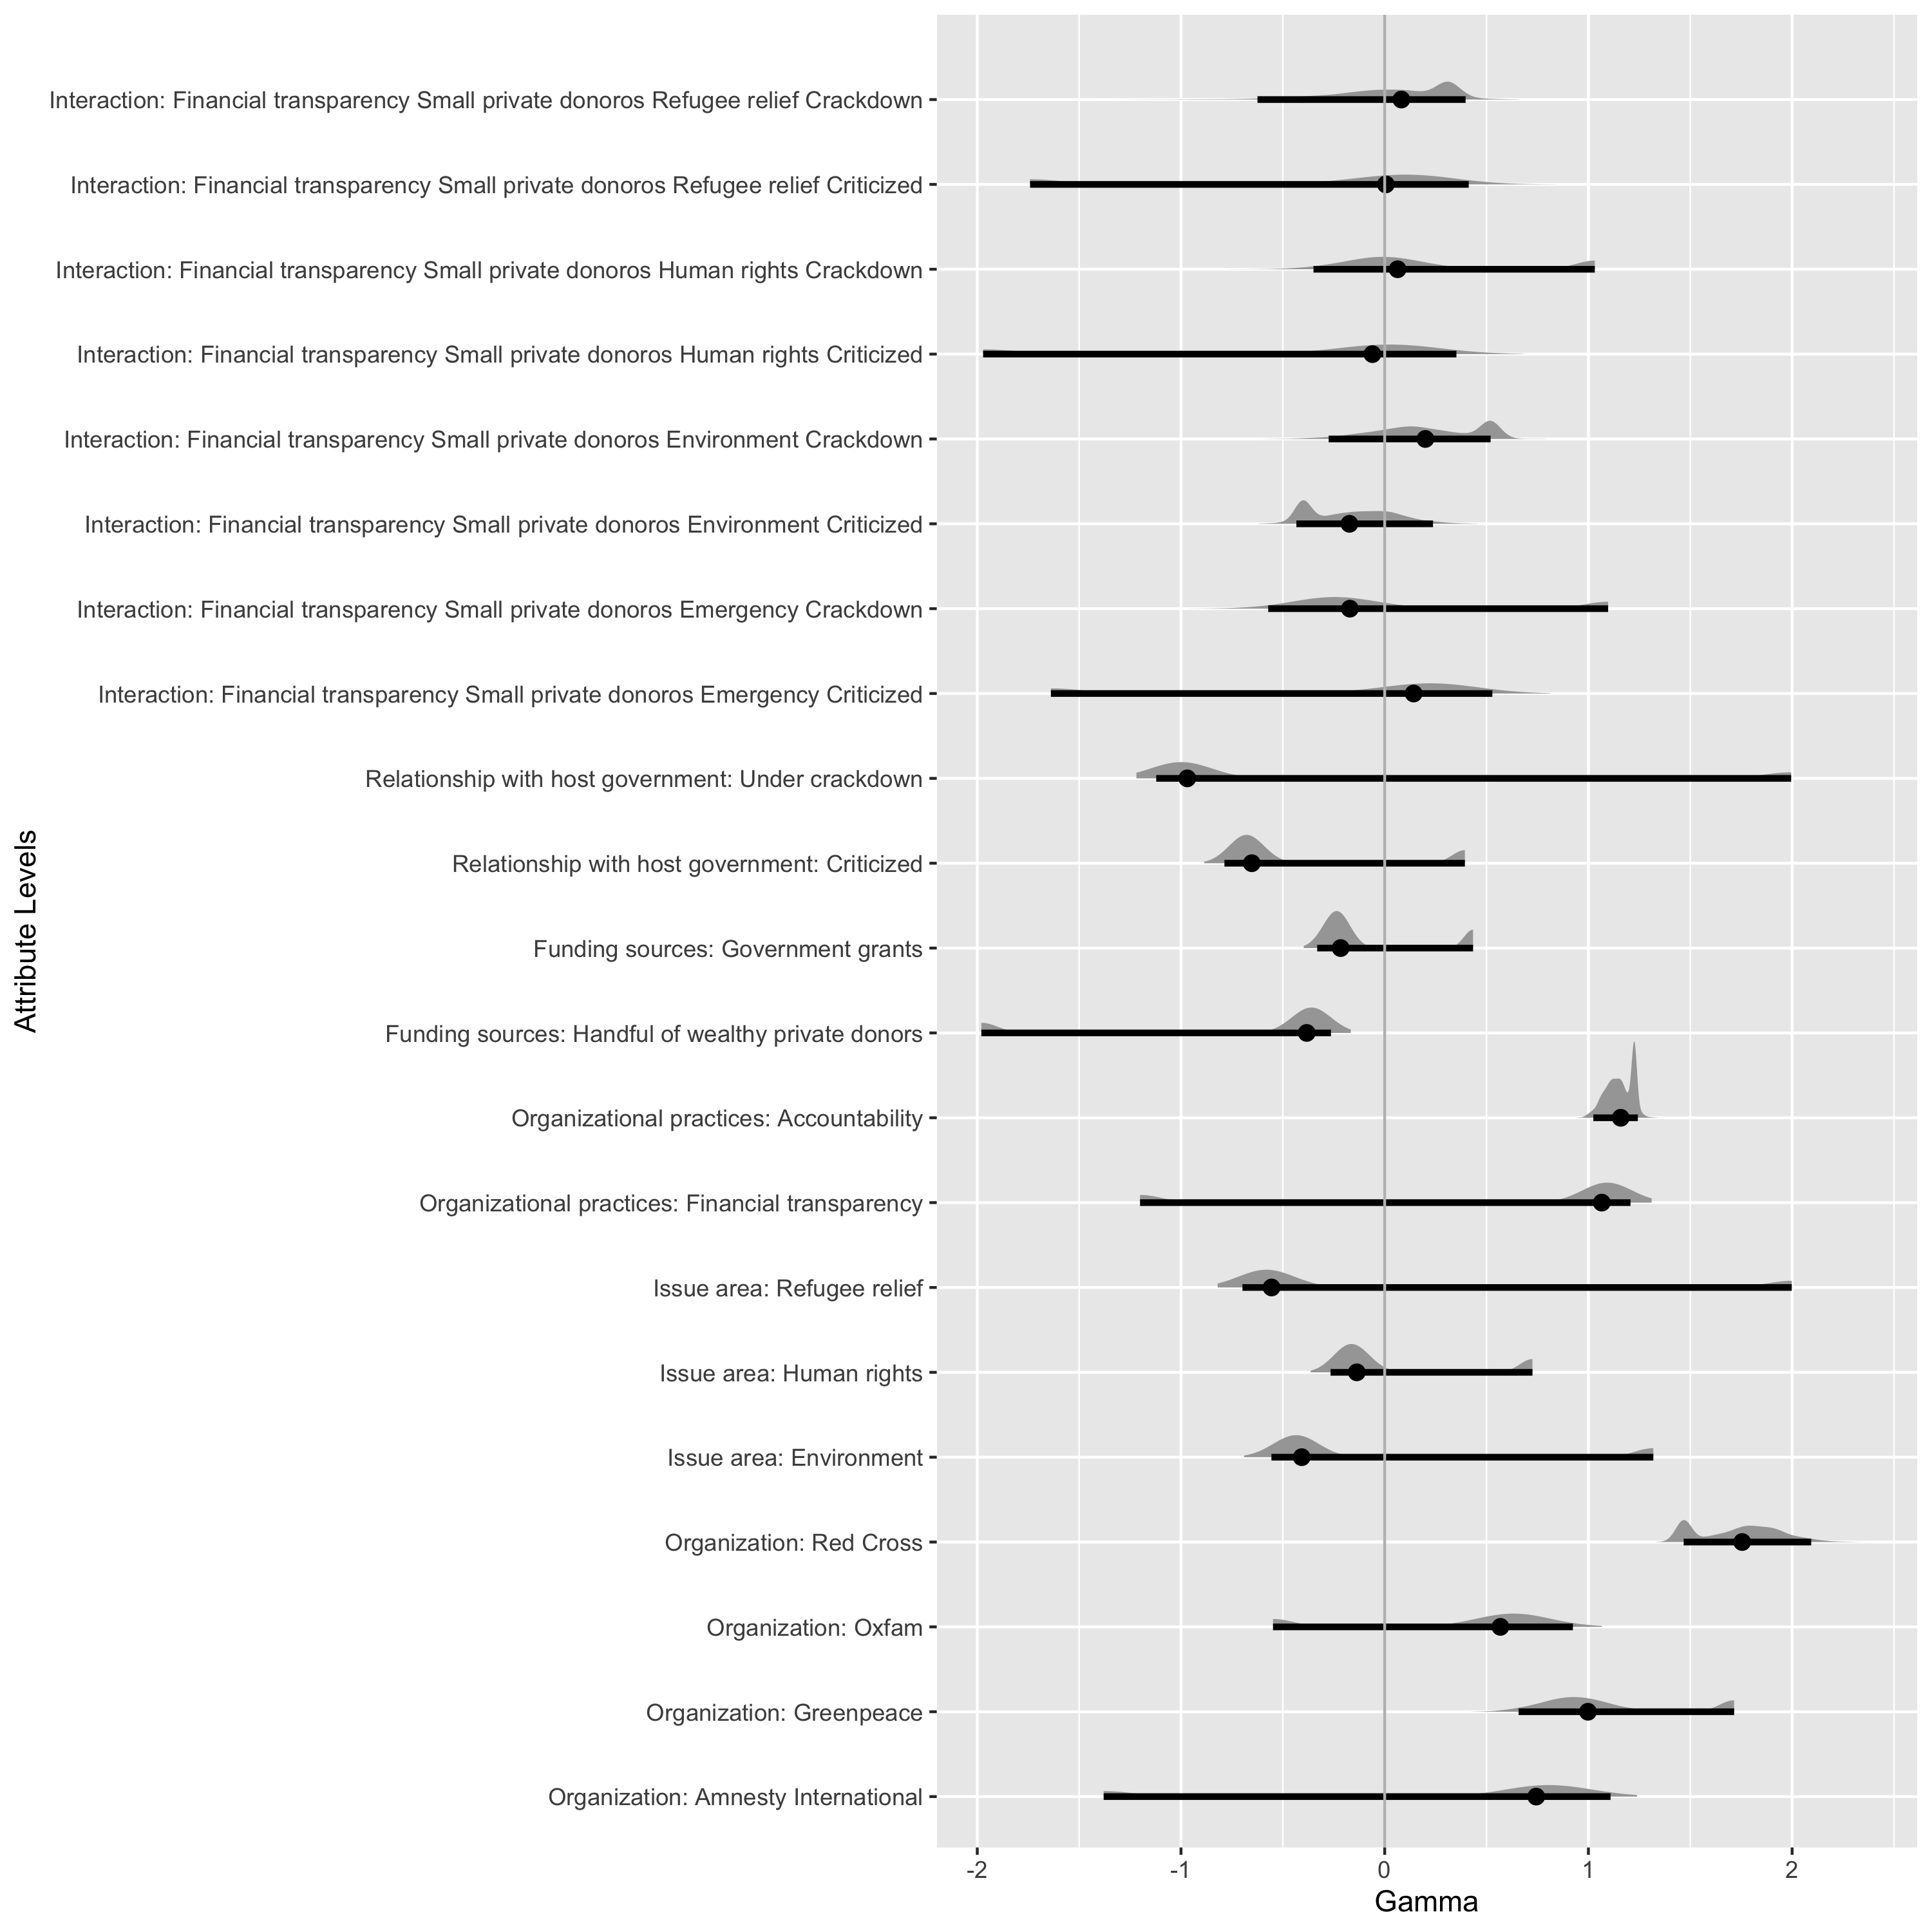 Interaction: Financial transparency Small private donoros Refugee relief Crackdown
Interaction: Financial transparency Small private donoros Refugee relief Criticized
Interaction: Financial transparency Small private donoros Human rights Crackdown
Interaction: Financial transparency Small private donoros Human rights Criticized
Interaction: Financial transparency Small private donoros Environment Crackdown
Interaction: Financial transparency Small private donoros Environment Criticized
Interaction: Financial transparency Small private donoros Emergency Crackdown
Interaction: Financial transparency Small private donoros Emergency Criticized
Relationship with host government: Under crackdown
Relationship with host government: Criticized
Funding sources: Government grants
Funding sources: Handful of wealthy private donors
Organizational practices: Accountability
Organizational practices: Financial transparency
Issue area: Refugee relief
Issue area: Human rights
Issue area: Environment
Organization: Red Cross
Organization: Oxfam
Organization: Greenpeace
Organization: Amnesty International
Attribute Levels
-2 -1 0 1 2
Gamma